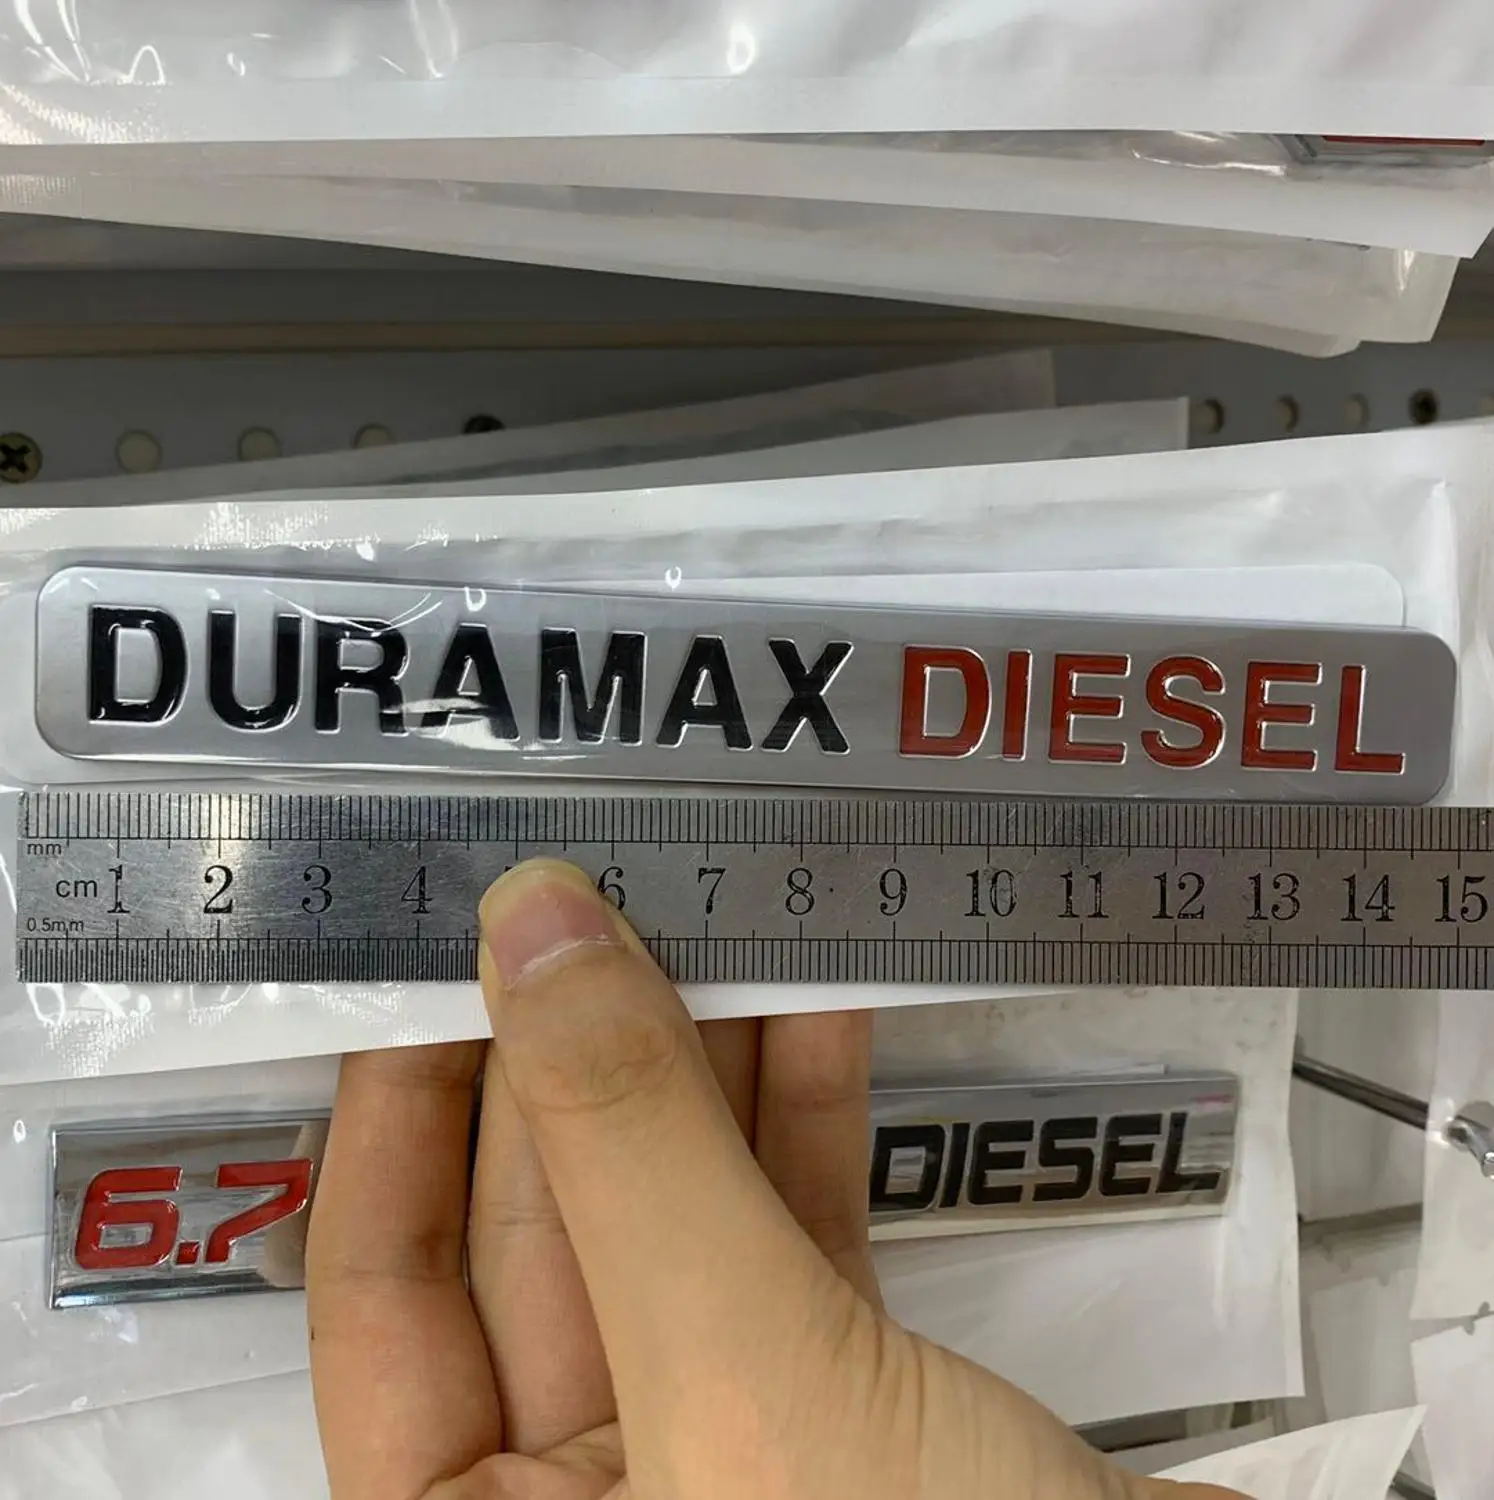 DURAMAX DIESEL
mm
cm 1 2 3 4 6 7 8 9 10 11 12 13 14 15
0.5mm
6.7 DIESEL